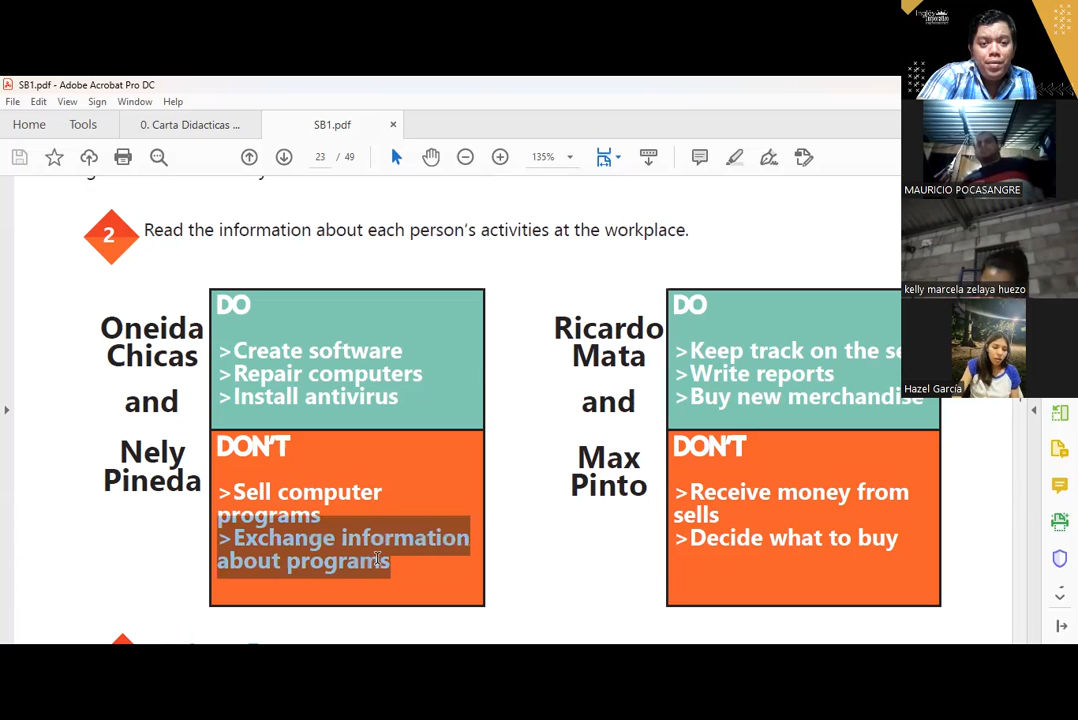 SB1.pdf - Adobe Acrobat Pro DC
File Edit View Sign Window Help
Home Tools 0. Carta Didacticas ... SB1.pdf ×
23 / 49 135%
2 Read the information about each person's activities at the workplace.
Oneida
Chicas
and
Nely
Pineda
DO
>Create software
>Repair computers
>Install antivirus
DON'T
>Sell computer
programs
>Exchange information
about programs
Ricardo
Mata
and
Max
Pinto
DO
>Keep track on the se
>Write reports
>Buy new merchandise
DON'T
>Receive money from
sells
>Decide what to buy
Inglés
Corporativo
MAURICIO POCASANGRE
kelly marcela zelaya huezo
Hazel García